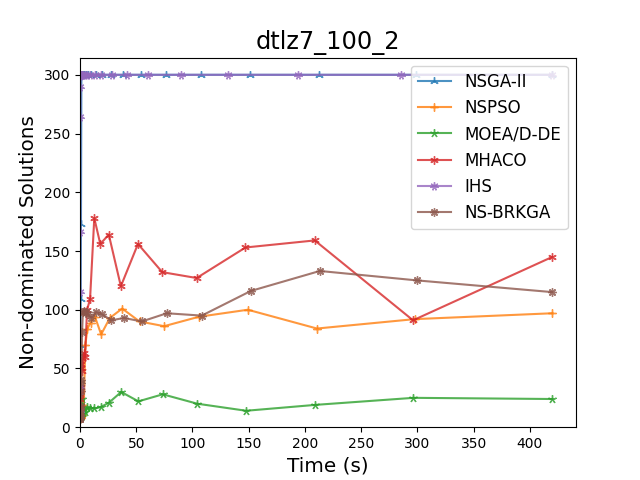 dtlz7_100_2
Non-dominated Solutions
300
250
200
150
100
50
0
NSGA-II
NSPSO
MOEA/D-DE
MHACO
IHS
NS-BRKGA
0 50 100 150 200 250 300 350 400
Time (s)